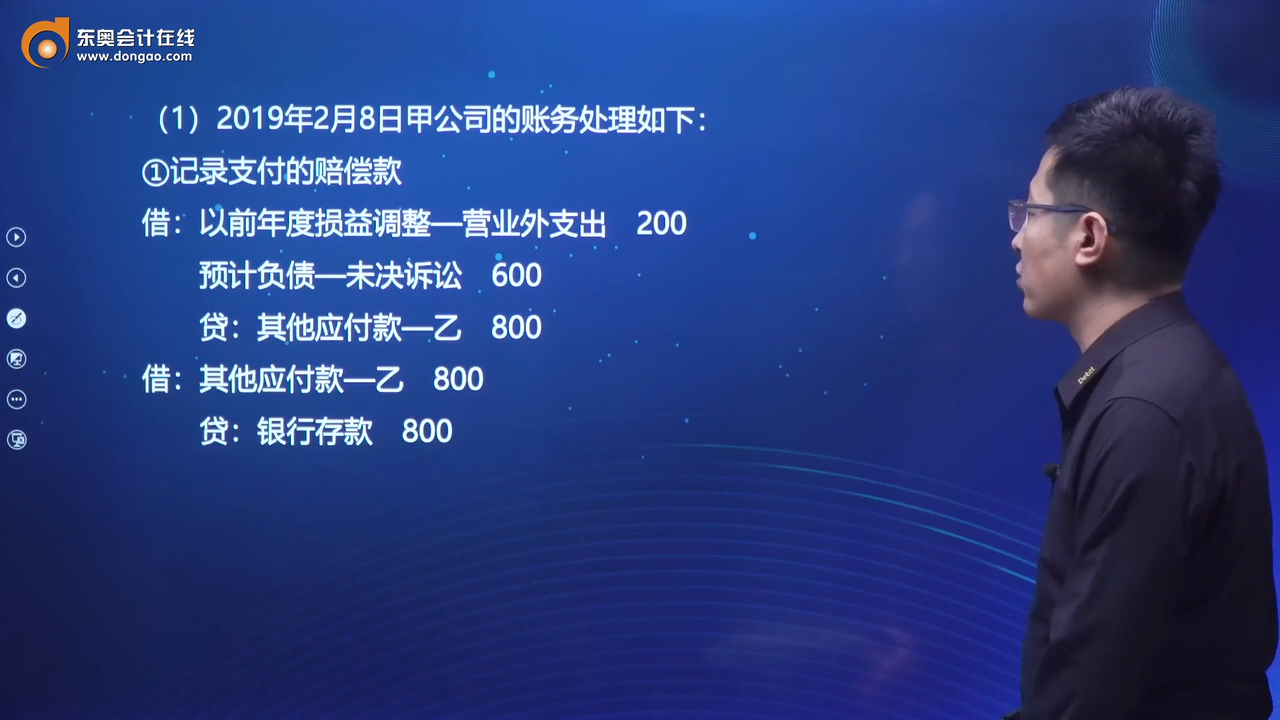 东奥会计在线
www.dongao.com
（1）2019年2月8日甲公司的账务处理如下：
①记录支付的赔偿款
借：以前年度损益调整—营业外支出 200
预计负债—未决诉讼 600
贷：其他应付款—乙 800
借：其他应付款—乙 800
贷：银行存款 800
Debit